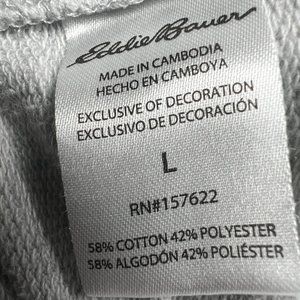 Eddie Bauer
MADE IN CAMBODIA
HECHO EN CAMBOYA
EXCLUSIVE OF DECORATION
EXCLUSIVO DE DECORACIÓN
L
RN#157622
58% COTTON 42% POLYESTER
58% ALGODÓN 42% POLIÉSTER